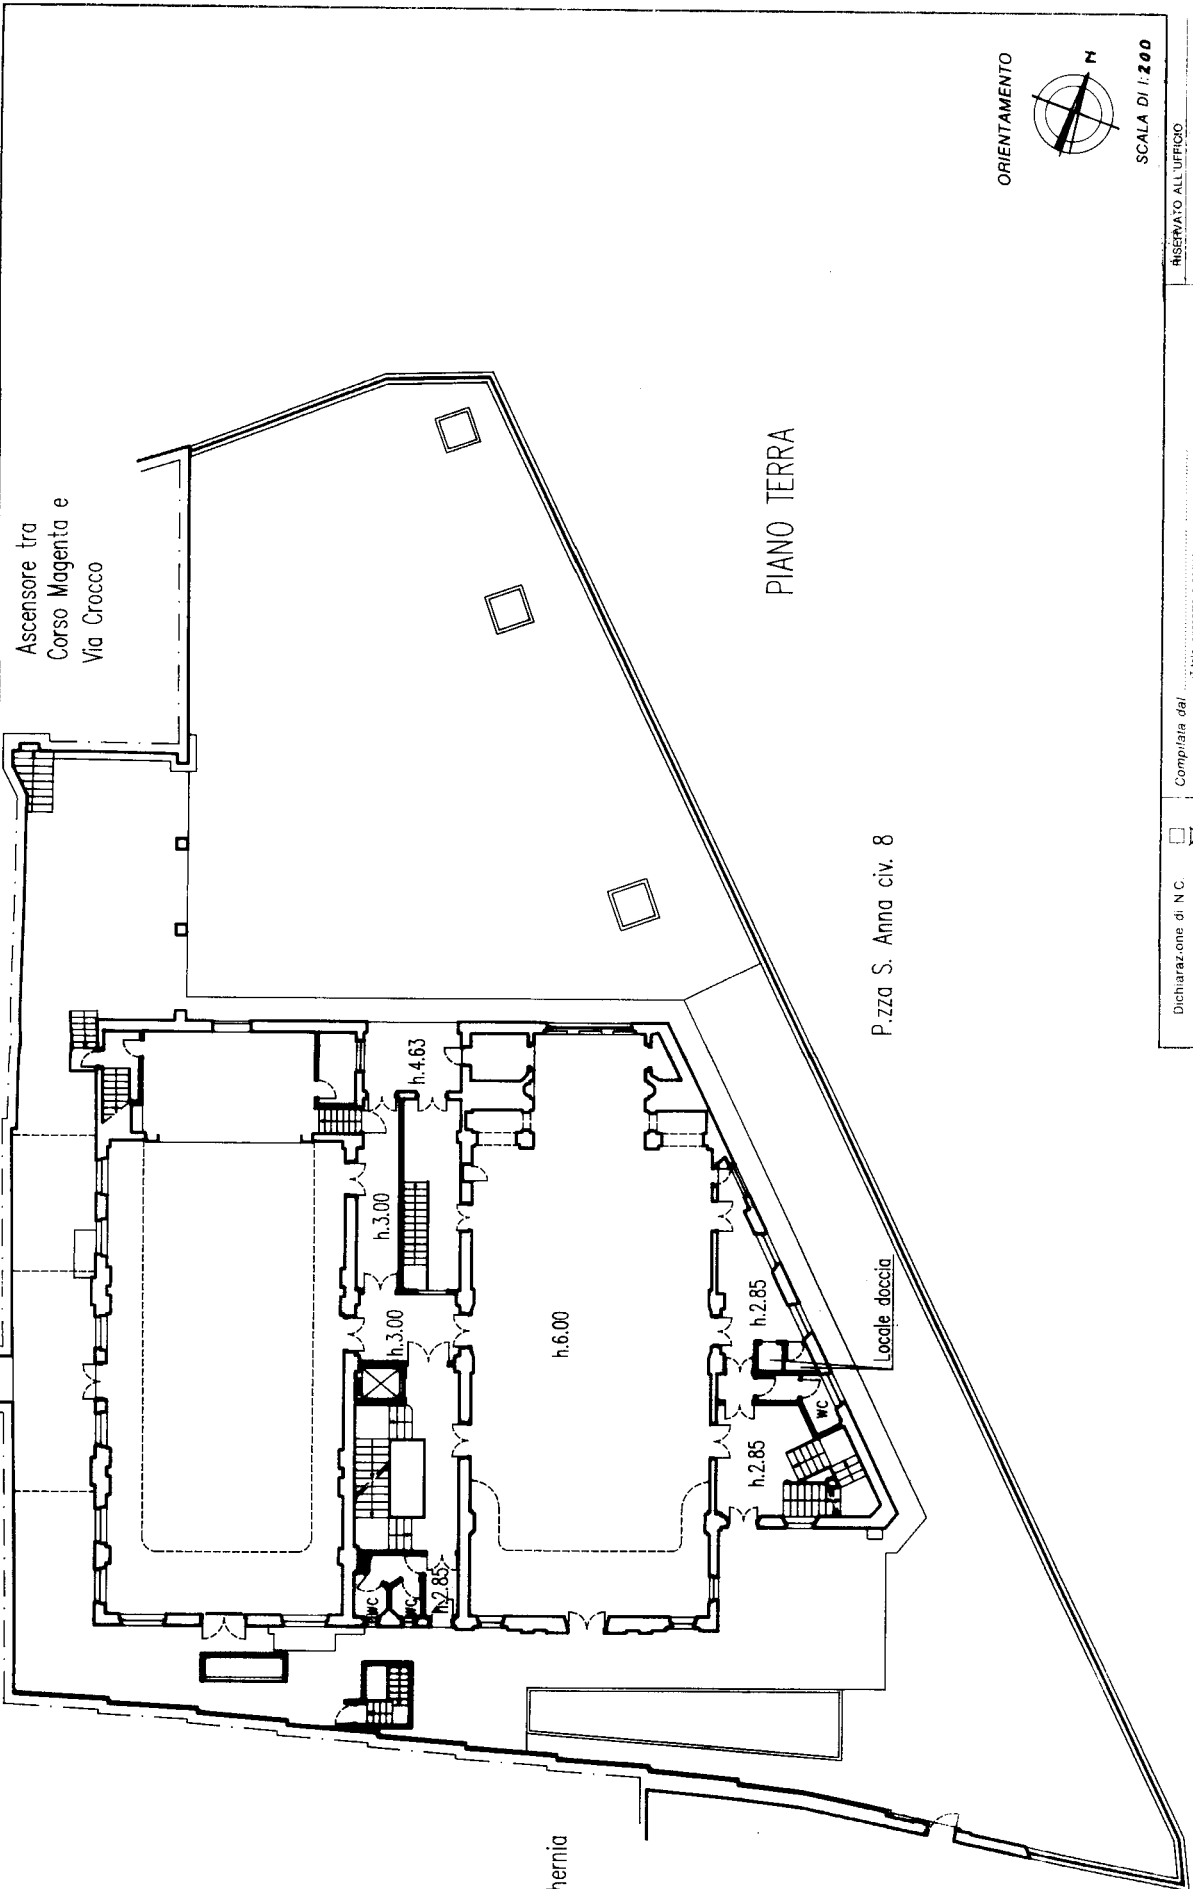 Ascensore tra
Corso Magenta e
Via Crocco
ORIENTAMENTO
N
SCALA DI 1:200
PIANO TERRA
P.zza S. Anna civ. 8
h.4.63
h.3.00
h.3.00
h.6.00
h.2.85
h.2.85
h.2.85
Locale doccia
WC
WC
WC
hernia
RISERVATO ALL'UFFICIO
Dichiarazione di N.C.
Compilata dal